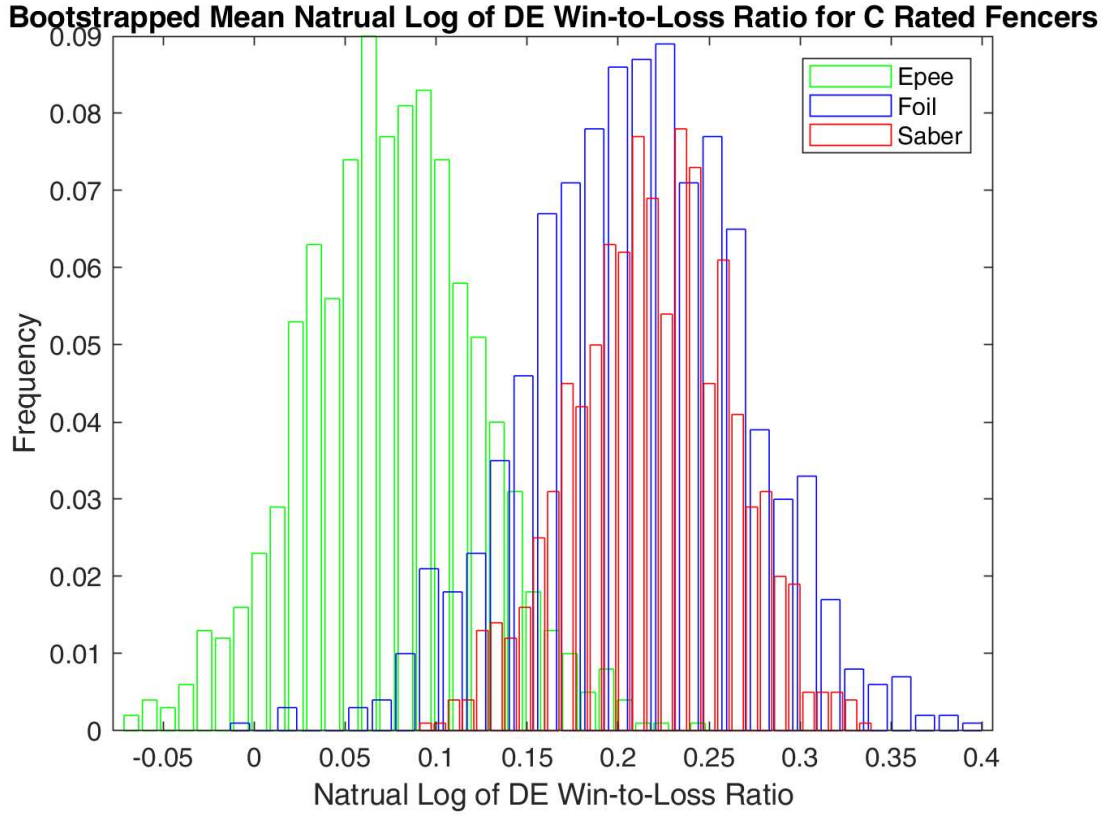 Bootstrapped Mean Natrual Log of DE Win-to-Loss Ratio for C Rated Fencers
0.09
0.08
0.07
0.06
0.05
0.04
0.03
0.02
0.01
0
Frequency
Epee
Foil
Saber
-0.05 0 0.05 0.1 0.15 0.2 0.25 0.3 0.35 0.4
Natrual Log of DE Win-to-Loss Ratio